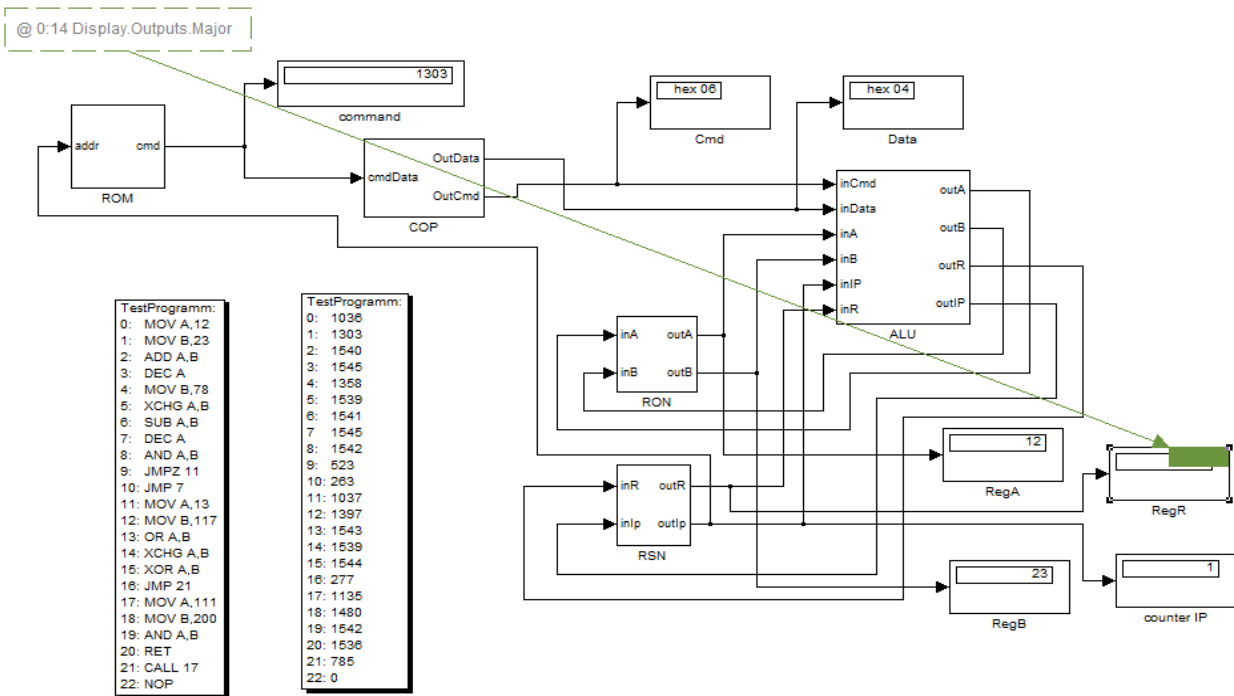 @ 0:14 Display.Outputs.Major
1303
command
addr
cmd
ROM
cmdData
OutData
OutCmd
COP
hex 06
Cmd
hex 04
Data
inCmd
inData
inA
inB
inIP
inR
outA
outB
outR
outIP
ALU
inA
inB
outA
outB
RON
inR
inIp
outR
outIp
RSN
12
RegA
RegR
23
RegB
1
counter IP
TestProgramm:
0: MOV A,12
1: MOV B,23
2: ADD A,B
3: DEC A
4: MOV B,78
5: XCHG A,B
6: SUB A,B
7: DEC A
8: AND A,B
9: JMPZ 11
10: JMP 7
11: MOV A,13
12: MOV B,117
13: OR A,B
14: XCHG A,B
15: XOR A,B
16: JMP 21
17: MOV A,111
18: MOV B,200
19: AND A,B
20: RET
21: CALL 17
22: NOP
TestProgramm:
0: 1036
1: 1303
2: 1540
3: 1545
4: 1358
5: 1539
6: 1541
7 1545
8: 1542
9: 523
10: 263
11: 1037
12: 1397
13: 1543
14: 1539
15: 1544
16: 277
17: 1135
18: 1480
19: 1542
20: 1536
21: 785
22: 0